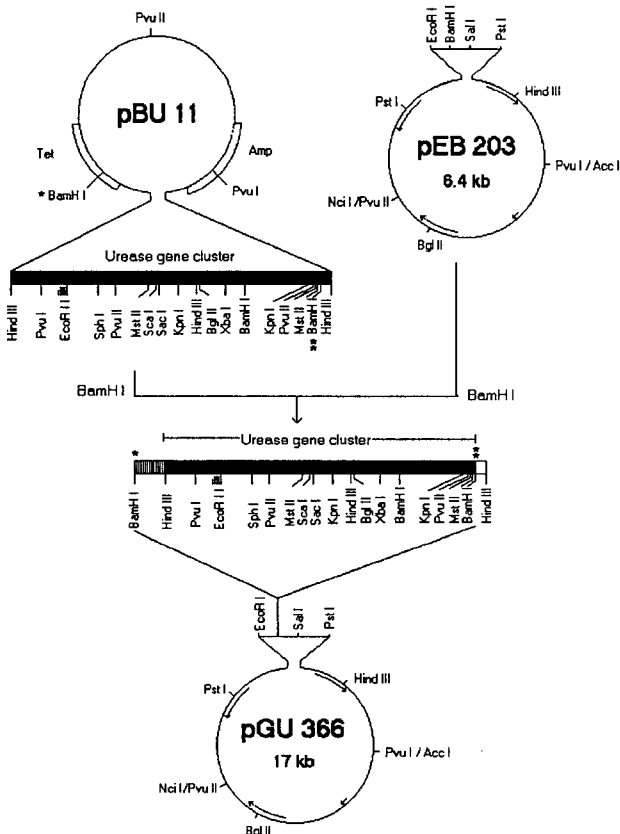 Pvu II
pBU 11
Tet
Amp
* BamH I
Pvu I
Urease gene cluster
Hind III
Pvu I
EcoR I
Sph I
Pvu II
Mst II
Sca I
Sac I
Kpn I
Hind III
Bgl II
Xba I
BamH I
Kpn I
Pvu II
Mst II
BamH I
**
Hind III
EcoR I
BamH I
Sal I
Pst I
Pst I
Hind III
pEB 203
6.4 kb
Pvu I / Acc I
Nci I/Pvu II
Bgl II
BamH I
BamH I
Urease gene cluster
*
**
BamH I
Hind III
Pvu I
EcoR I
Sph I
Pvu II
Mst II
Sca I
Sac I
Kpn I
Hind III
Bgl II
Xba I
BamH I
Kpn I
Pvu II
Mst II
BamH I
Hind III
EcoR I
Sal I
Pst I
Pst I
Hind III
pGU 366
17 kb
Pvu I / Acc I
Nci I/Pvu II
Bgl II